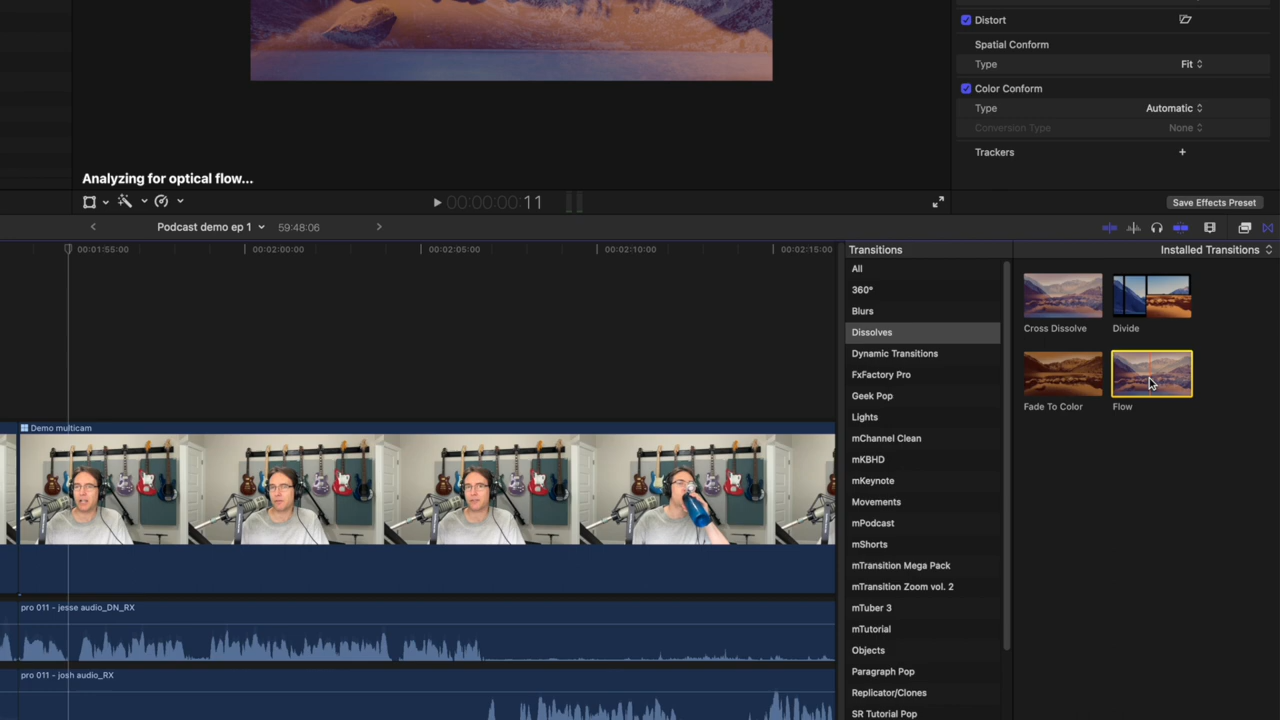 Distort
Spatial Conform
Type Fit
Color Conform
Type Automatic
Conversion Type None
Trackers +
Analyzing for optical flow...
00:00:00:11
Save Effects Preset
Podcast demo ep 1 59:48:06
00:01:55:00 00:02:00:00 00:02:05:00 00:02:10:00 00:02:15:00
Transitions
Installed Transitions
All
360°
Blurs
Dissolves
Dynamic Transitions
FxFactory Pro
Geek Pop
Lights
mChannel Clean
mKBHD
mKeynote
Movements
mPodcast
mShorts
mTransition Mega Pack
mTransition Zoom vol. 2
mTuber 3
mTutorial
Objects
Paragraph Pop
Replicator/Clones
SR Tutorial Pop
Cross Dissolve
Divide
Fade To Color
Flow
Demo multicam
pro 011 - jesse audio_DN_RX
pro 011 - josh audio_RX